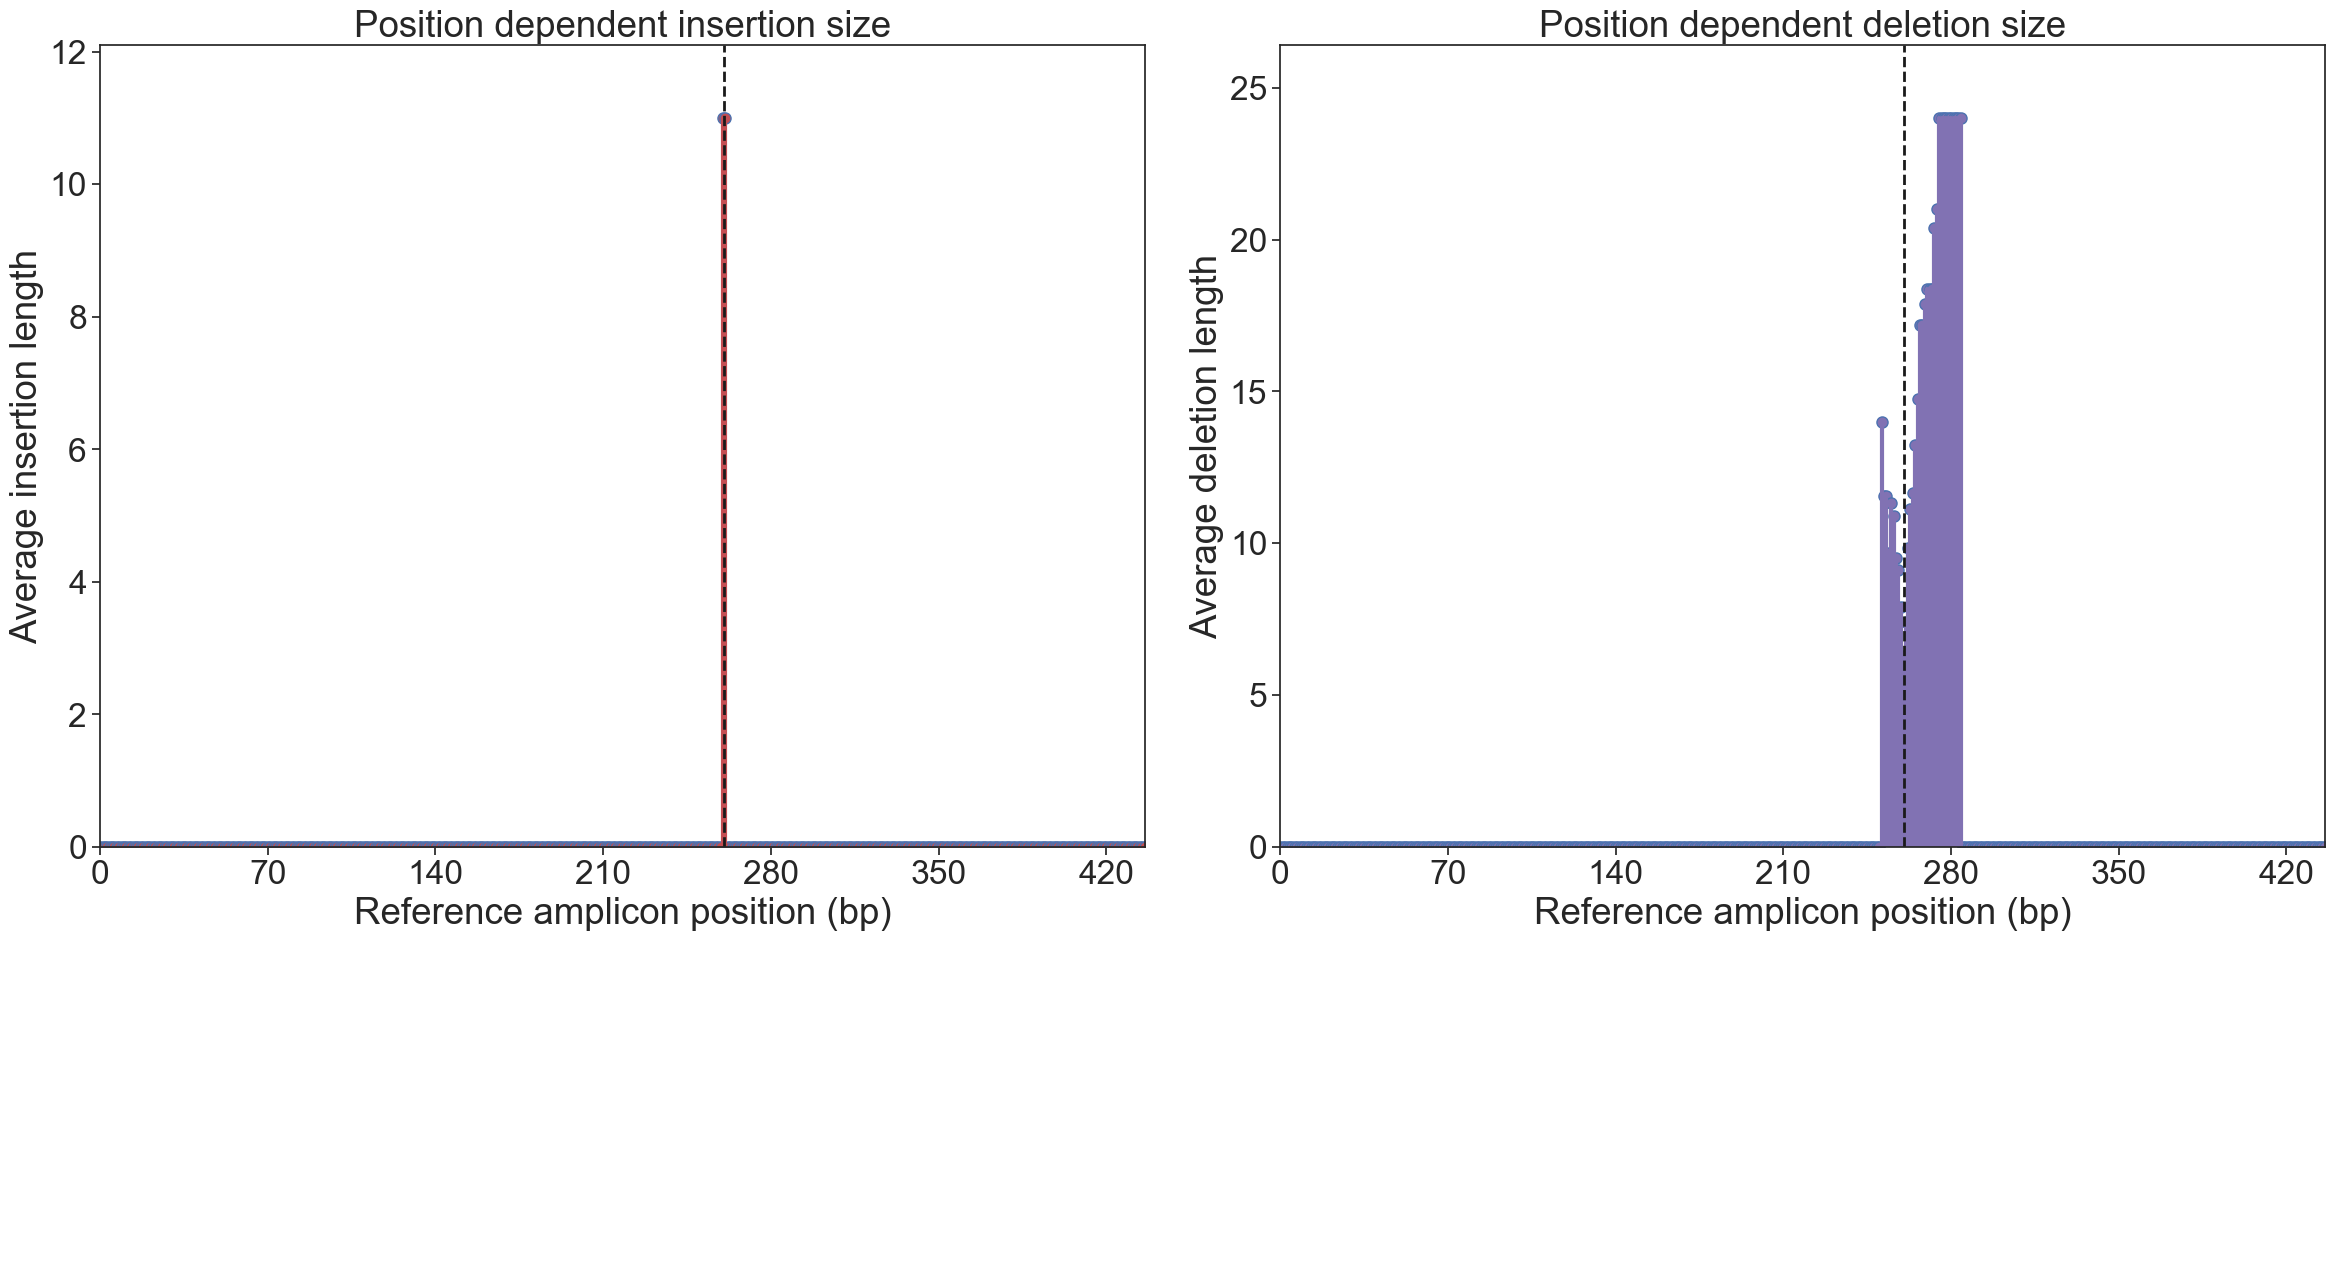 Position dependent insertion size
Average insertion length
12
10
8
6
4
2
0
0 70 140 210 280 350 420
Reference amplicon position (bp)
Position dependent deletion size
Average deletion length
25
20
15
10
5
0
0 70 140 210 280 350 420
Reference amplicon position (bp)